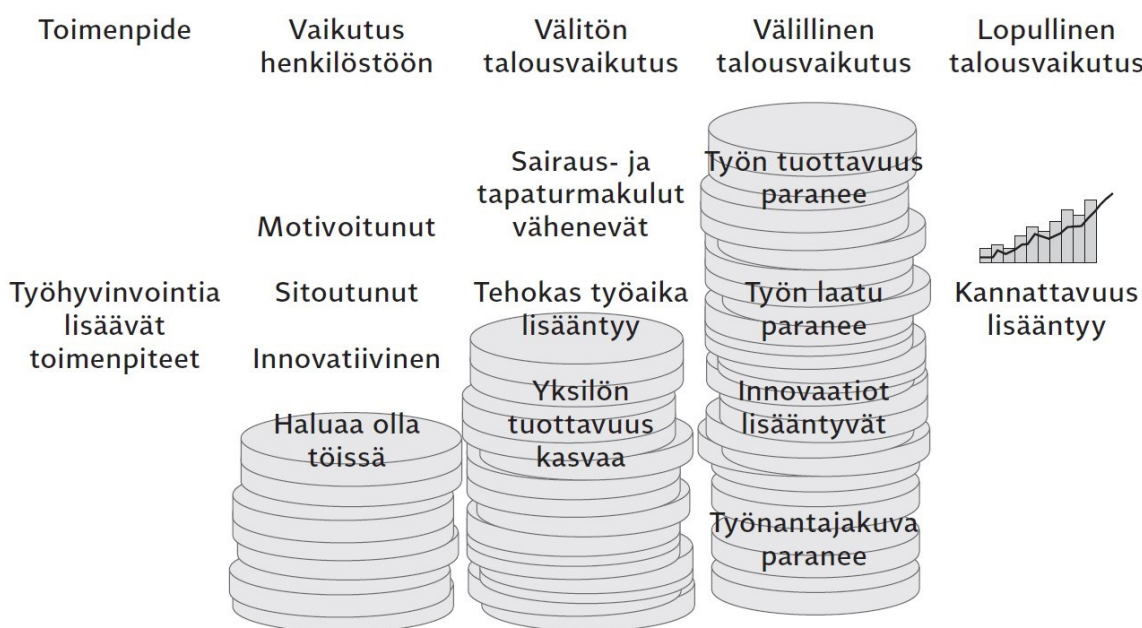 Toimenpide
Vaikutus
henkilöstöön
Välitön
talousvaikutus
Välillinen
talousvaikutus
Lopullinen
talousvaikutus
Työhyvinvointia
lisäävät
toimenpiteet
Motivoitunut
Sitoutunut
Innovatiivinen
Haluaa olla
töissä
Sairaus- ja
tapaturmakulut
vähenevät
Tehokas työaika
lisääntyy
Yksilön
tuottavuus
kasvaa
Työn tuottavuus
paranee
Työn laatu
paranee
Innovaatiot
lisääntyvät
Työnantajakuva
paranee
Kannattavuus
lisääntyy